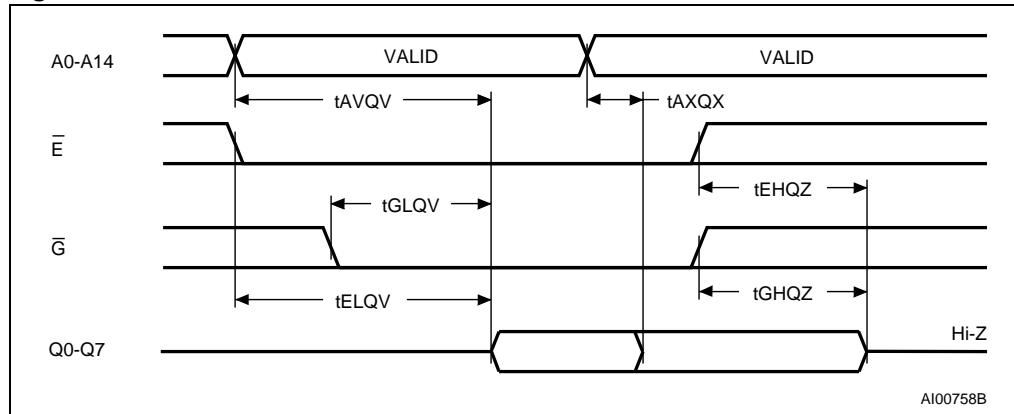 A0-A14
VALID
VALID
tAVQV
tAXQX
E̅
tEHQZ
tGLQV
G̅
tELQV
tGHQZ
Q0-Q7
Hi-Z
AI00758B